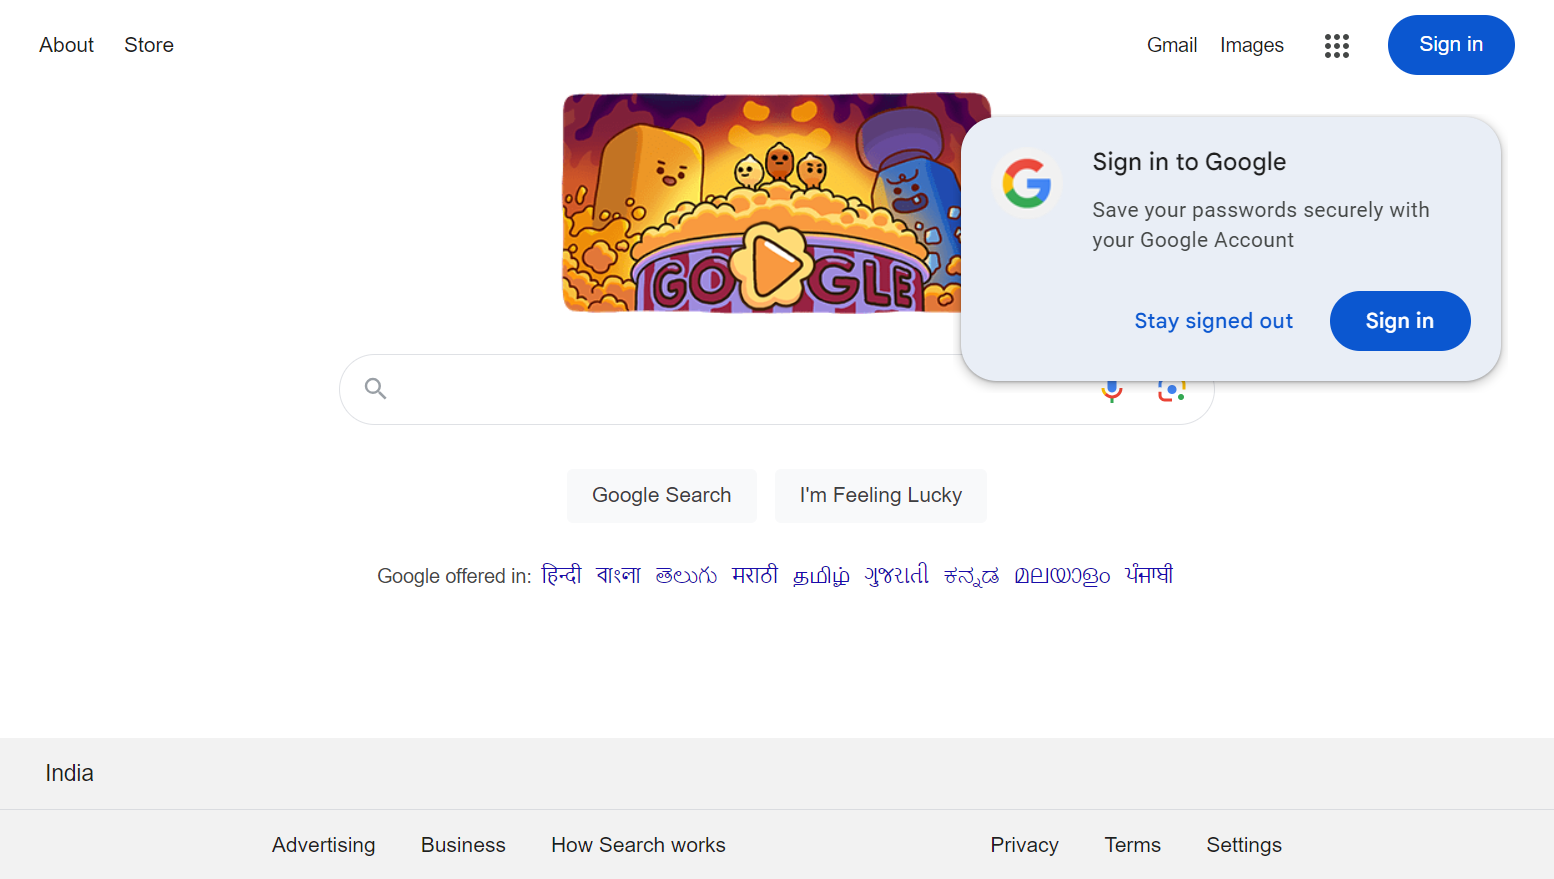 About Store
Gmail Images Sign in
GOOGLE
Sign in to Google
Save your passwords securely with
your Google Account
Stay signed out Sign in
Google Search I'm Feeling Lucky
Google offered in: हिन्दी বাংলা తెలుగు मराठी தமிழ் ગુજરાતી ಕನ್ನಡ മലയാളം ਪੰਜਾਬੀ
India
Advertising Business How Search works Privacy Terms Settings